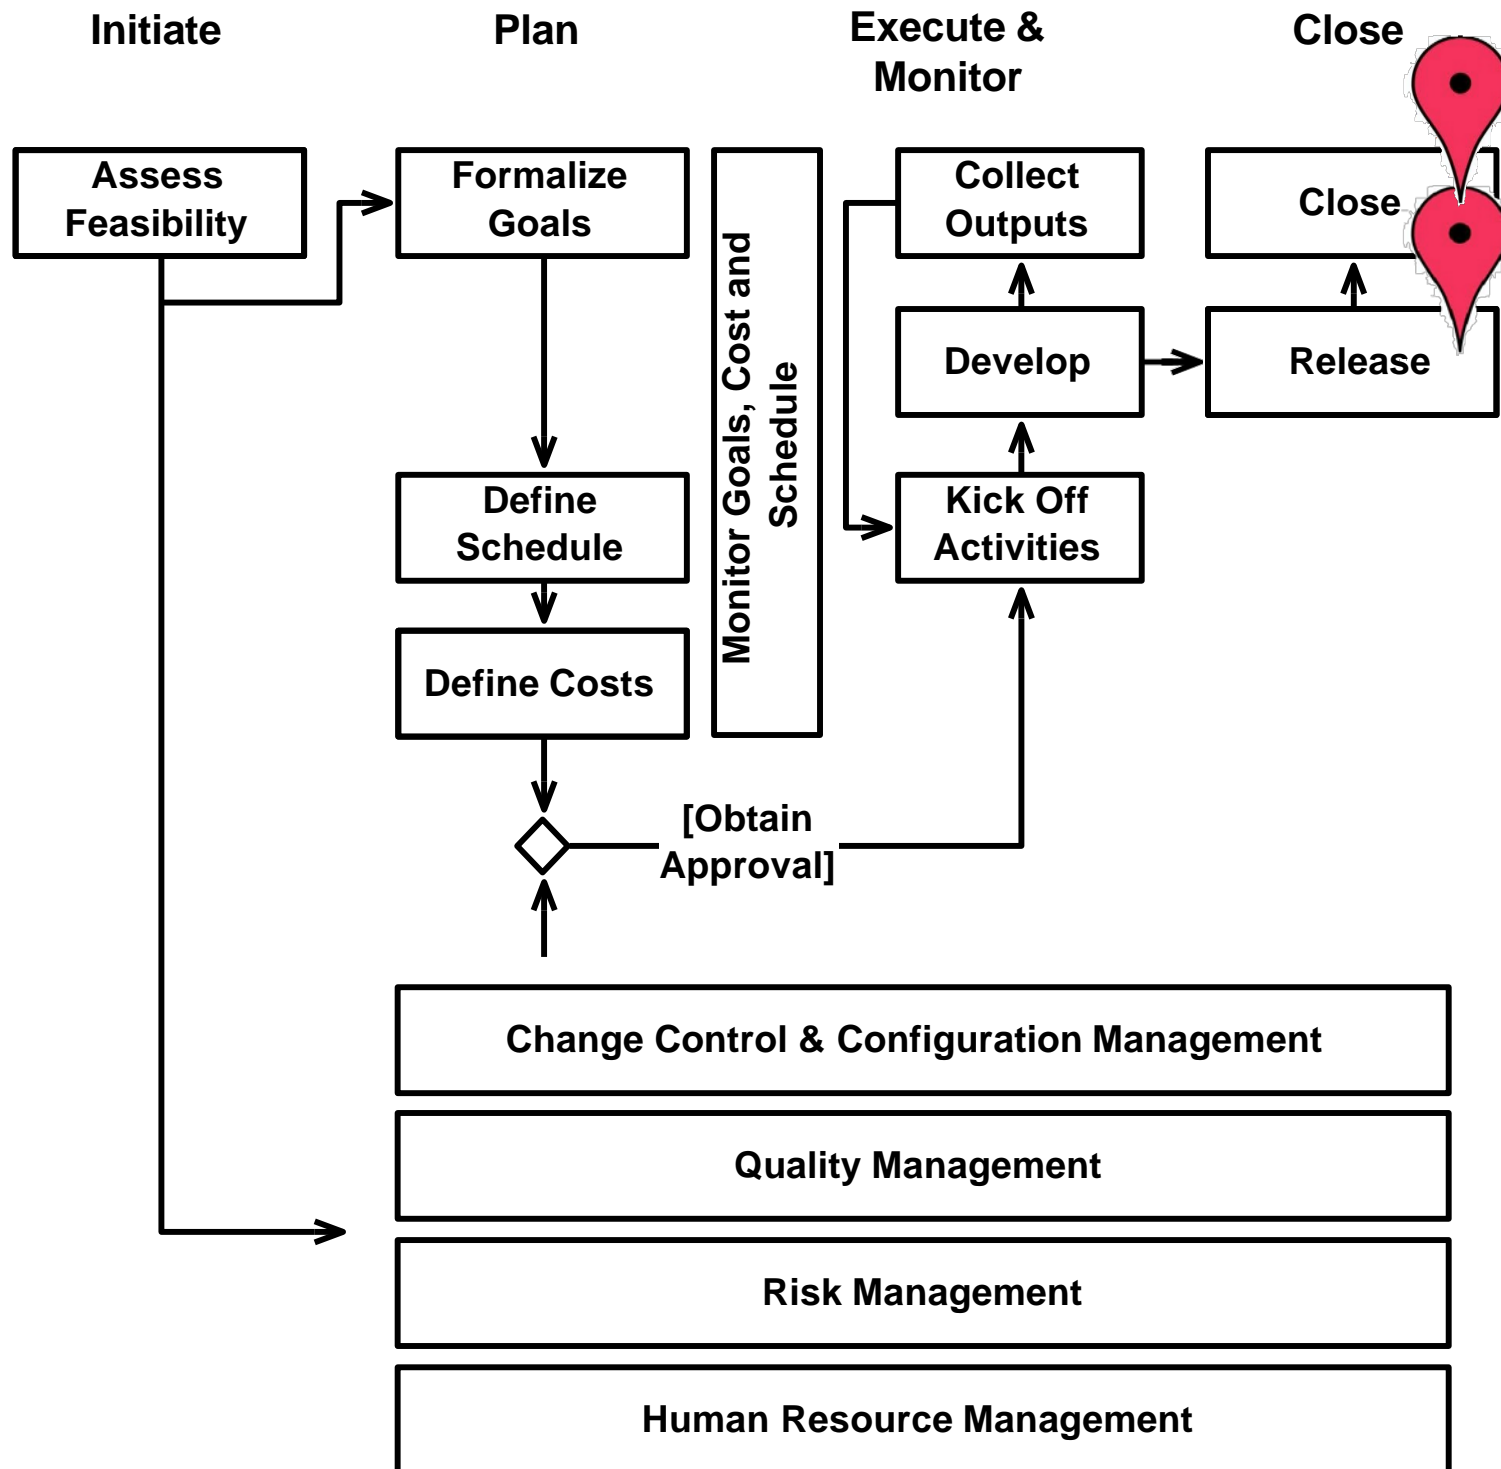 Initiate
Plan
Execute &
Monitor
Close
Assess
Feasibility
Formalize
Goals
Monitor Goals, Cost and
Schedule
Collect
Outputs
Close
Develop
Release
Define
Schedule
Kick Off
Activities
Define Costs
[Obtain
Approval]
Change Control & Configuration Management
Quality Management
Risk Management
Human Resource Management